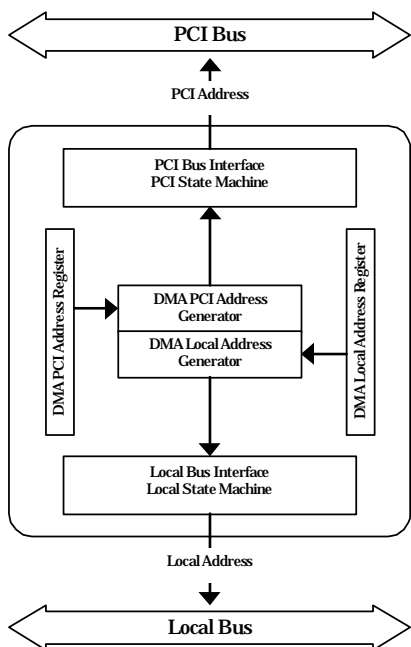 PCI Bus
PCI Address
PCI Bus Interface
PCI State Machine
DMA PCI Address Register
DMA PCI Address
Generator
DMA Local Address
Generator
DMA Local Address Register
Local Bus Interface
Local State Machine
Local Address
Local Bus